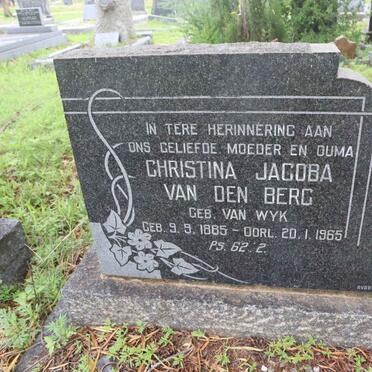 IN TERE HERINNERING AAN
ONS GELIEFDE MOEDER EN OUMA
CHRISTINA JACOBA
VAN DEN BERG
GEB. VAN WYK
GEB. 9.9.1885 - OORL. 20.1.1965
PS. 62·2.